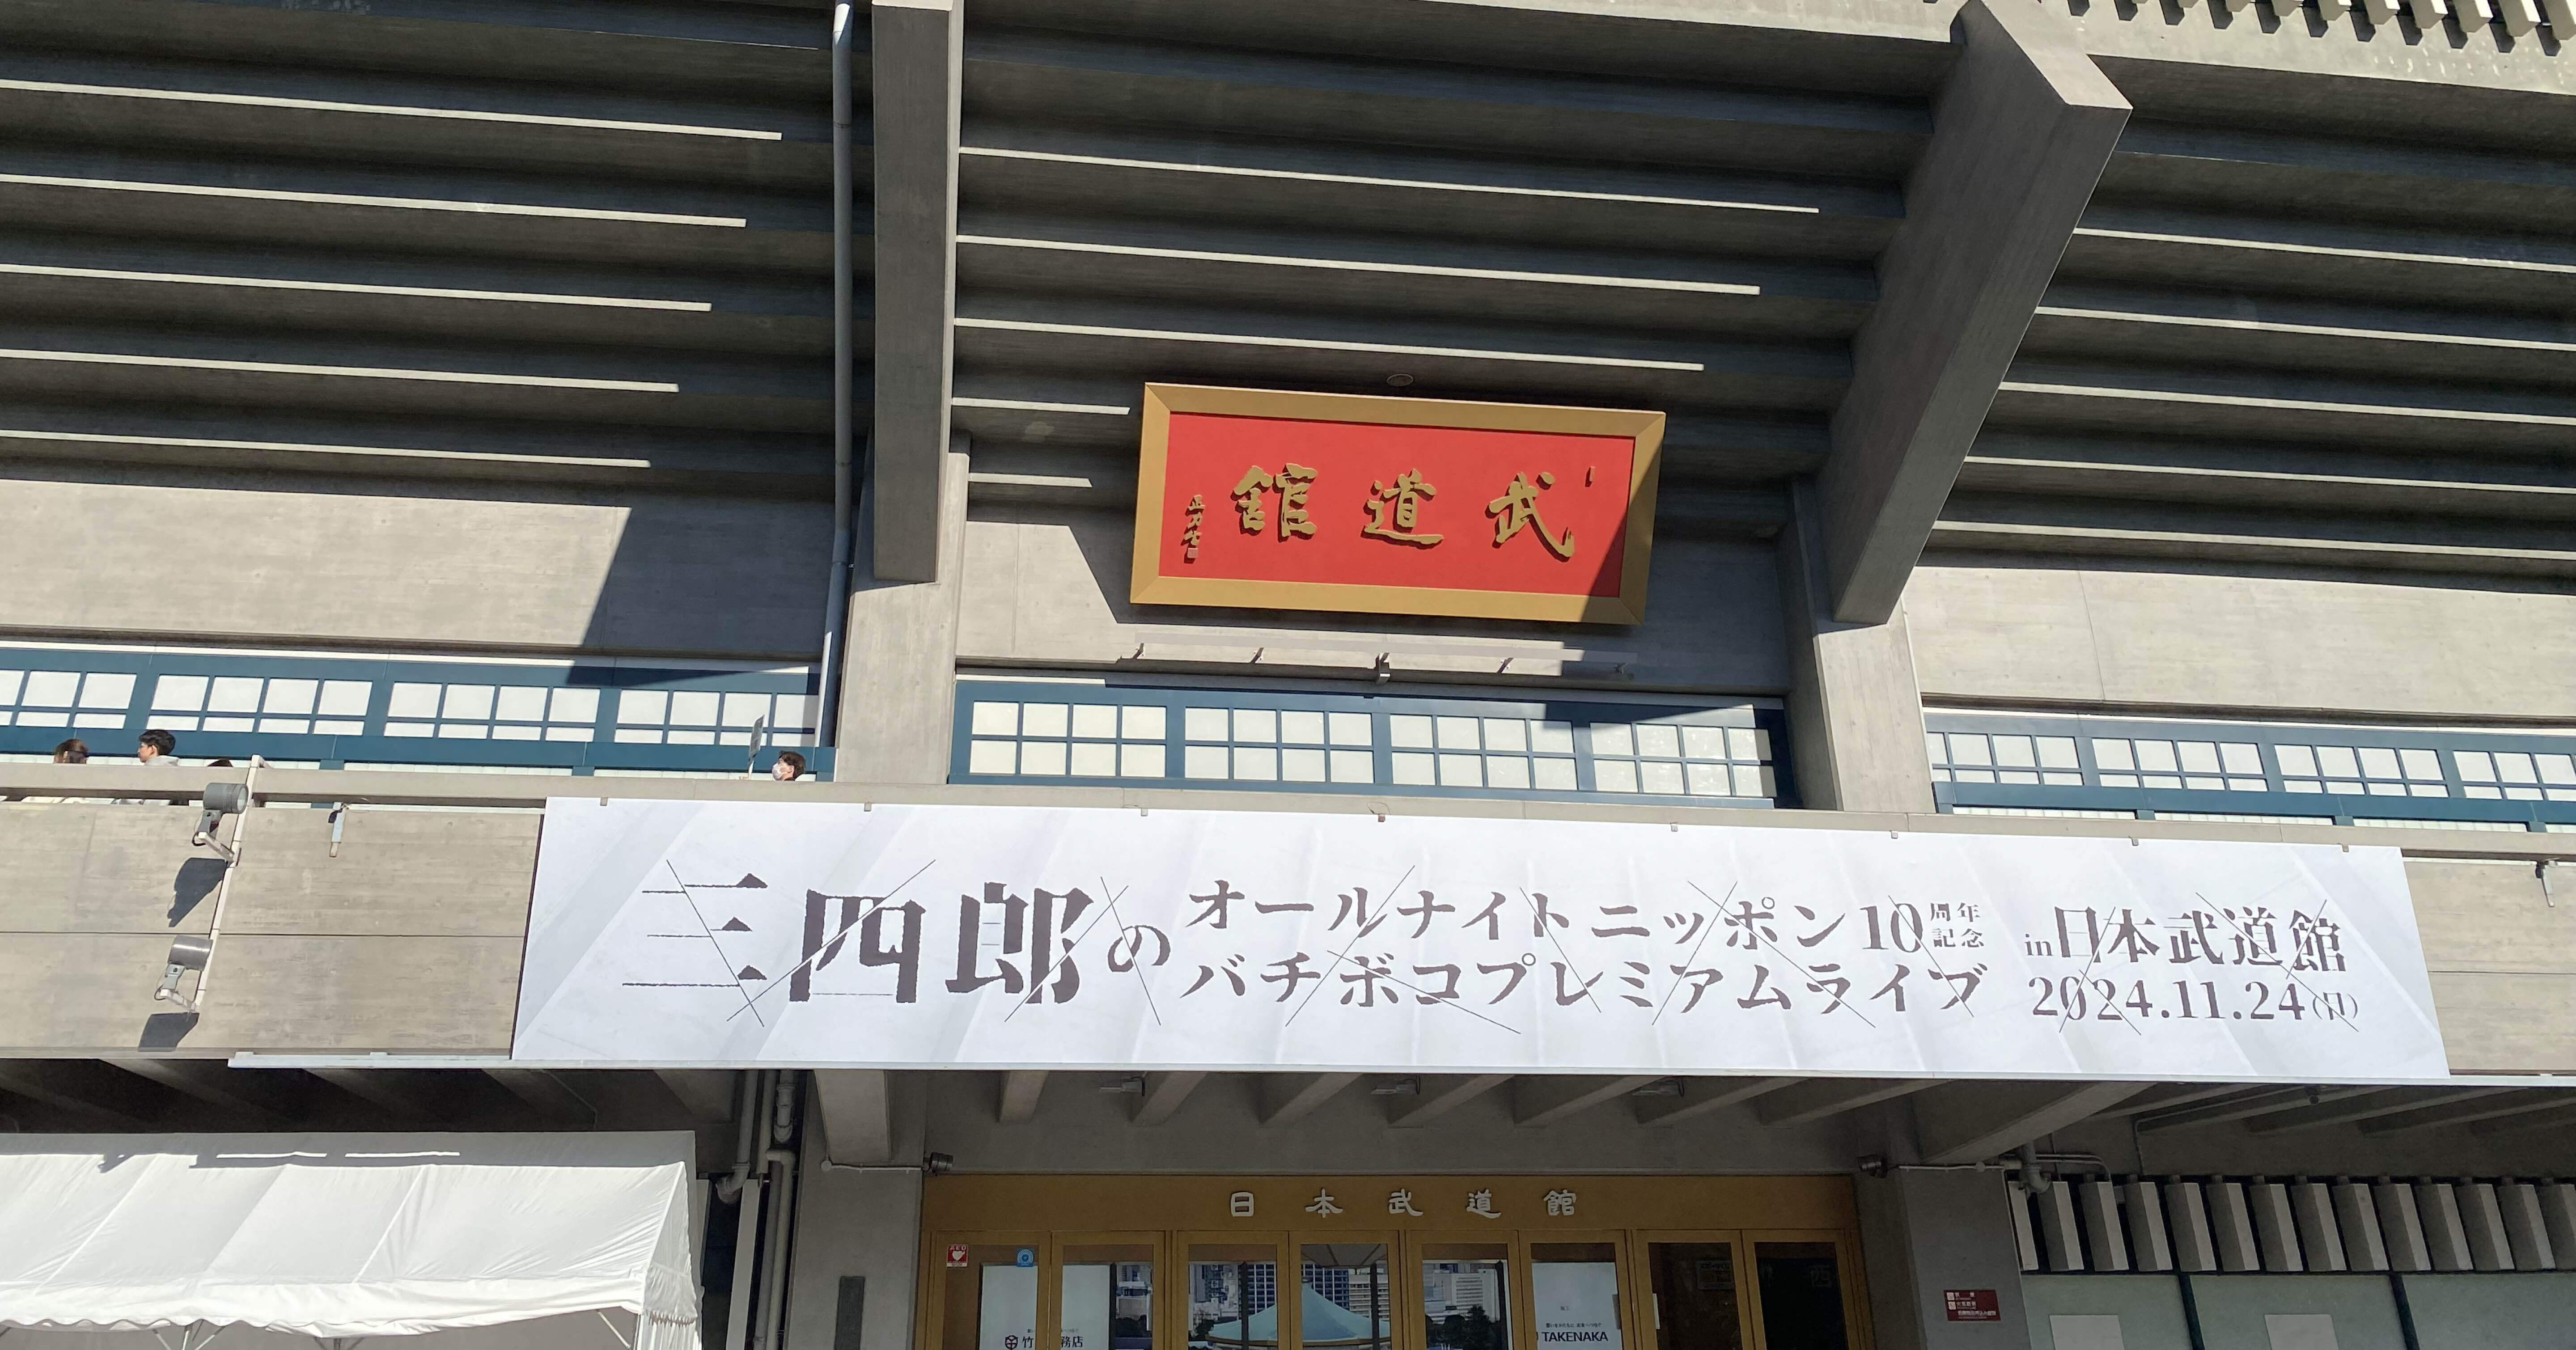 武道館
三四郎のオールナイトニッポン10周年記念
バチボコプレミアムライブ
in日本武道館
2024.11.24(日)
日本武道館
AED
TAKENAKA